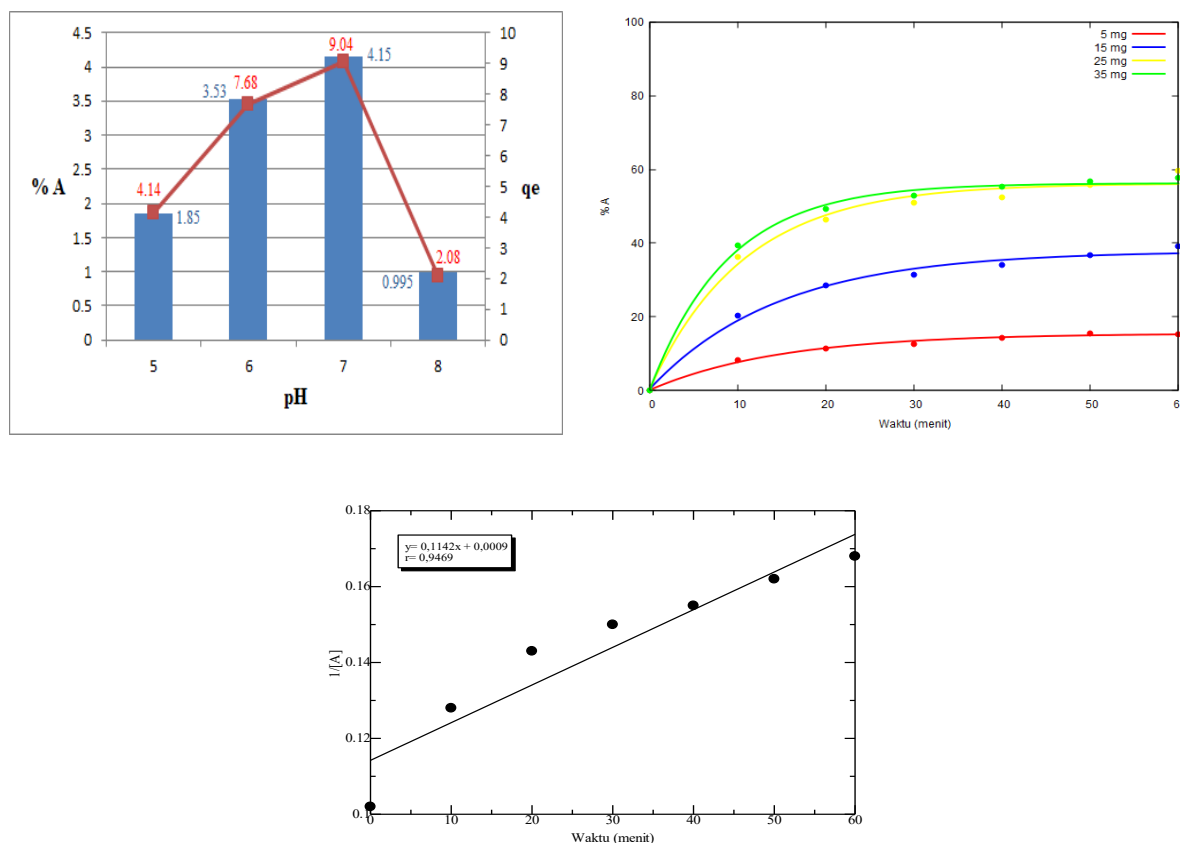 4.5
4
3.5
3
2.5
2
1.5
1
0.5
0
% A
10
9
8
7
6
5
4
3
2
1
0
qe
4.14
1.85
3.53
7.68
9.04
4.15
2.08
0.995
5 6 7 8
pH
100
80
60
40
20
0
%A
5 mg
15 mg
25 mg
35 mg
0 10 20 30 40 50 6
Waktu (menit)
0.18
0.16
0.14
0.12
0.1
1/[A]
y= 0,1142x + 0,0009
r= 0,9469
0 10 20 30 40 50 60
Waktu (menit)